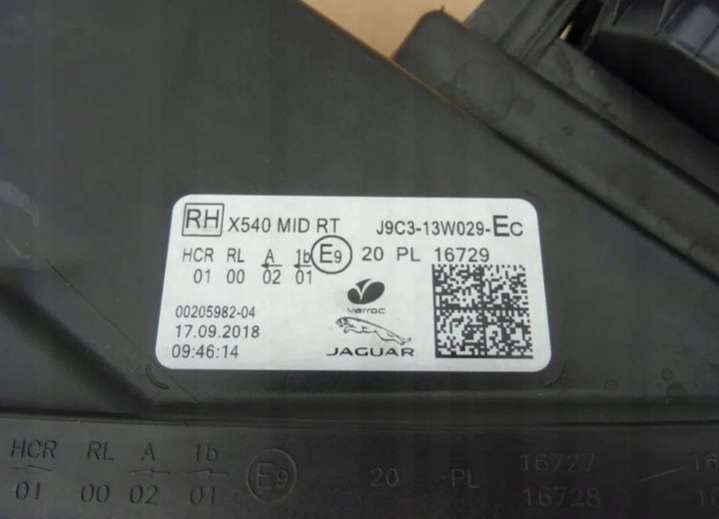 RH X540 MID RT J9C3-13W029-EC
HCR RL A 1b E9 20 PL 16729
01 00 02 01
00205982-04
varroc
17.09.2018
09:46:14 JAGUAR
HCR RL A 1b E9 20 PL 16727
01 00 02 01 16728